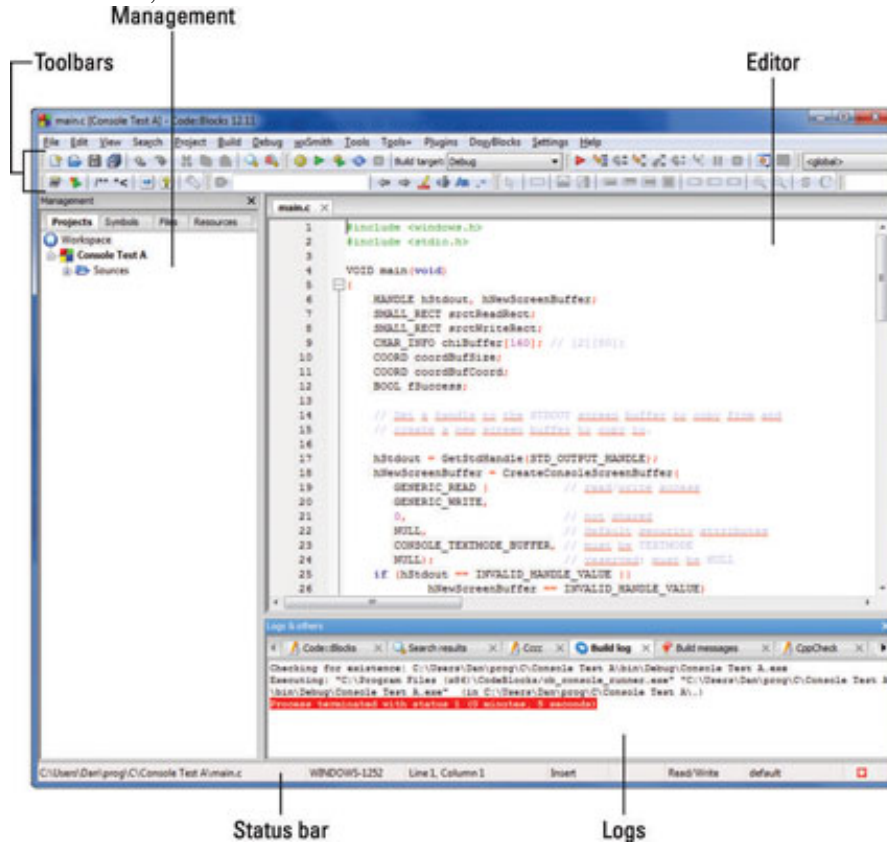 Management
Toolbars
Editor
main.c [Console Test A] - Code::Blocks 12.11
File Edit View Search Project Build Debug wxSmith Tools Tools+ Plugins DoxyBlocks Settings Help
Build target: Debug <global>
Management
main.c
Projects Symbols Files Resources
Workspace
Console Test A
Sources
1 #include <windows.h>
2 #include <stdio.h>
3
4 VOID main(void)
5 {
6 HANDLE hStdout, hNewScreenBuffer;
7 SMALL_RECT srctReadRect;
8 SMALL_RECT srctWriteRect;
9 CHAR_INFO chiBuffer[160]; // [2][80];
10 COORD coordBufSize;
11 COORD coordBufCoord;
12 BOOL fSuccess;
13
14 // Get a handle to the STDOUT screen buffer to copy from and
15 // create a new screen buffer to copy to.
16
17 hStdout = GetStdHandle(STD_OUTPUT_HANDLE);
18 hNewScreenBuffer = CreateConsoleScreenBuffer(
19 GENERIC_READ | // read/write access
20 GENERIC_WRITE,
21 0, // not shared
22 NULL, // default security attributes
23 CONSOLE_TEXTMODE_BUFFER, // must be TEXTMODE
24 NULL); // reserved; must be NULL
25 if (hStdout == INVALID_HANDLE_VALUE ||
26 hNewScreenBuffer == INVALID_HANDLE_VALUE)
Logs & others
Code::Blocks Search results Cccc Build log Build messages CppCheck
Checking for existence: C:\Users\Dan\prog\C\Console Test A\bin\Debug\Console Test A.exe
Executing: "C:\Program Files (x86)\CodeBlocks/cb_console_runner.exe" "C:\Users\Dan\prog\C\Console Test A
\bin\Debug\Console Test A.exe" (in C:\Users\Dan\prog\C\Console Test A\.)
Process terminated with status 1 (0 minutes, 5 seconds)
C:\Users\Dan\prog\C\Console Test A\main.c WINDOWS-1252 Line 1, Column 1 Insert Read/Write default
Status bar
Logs